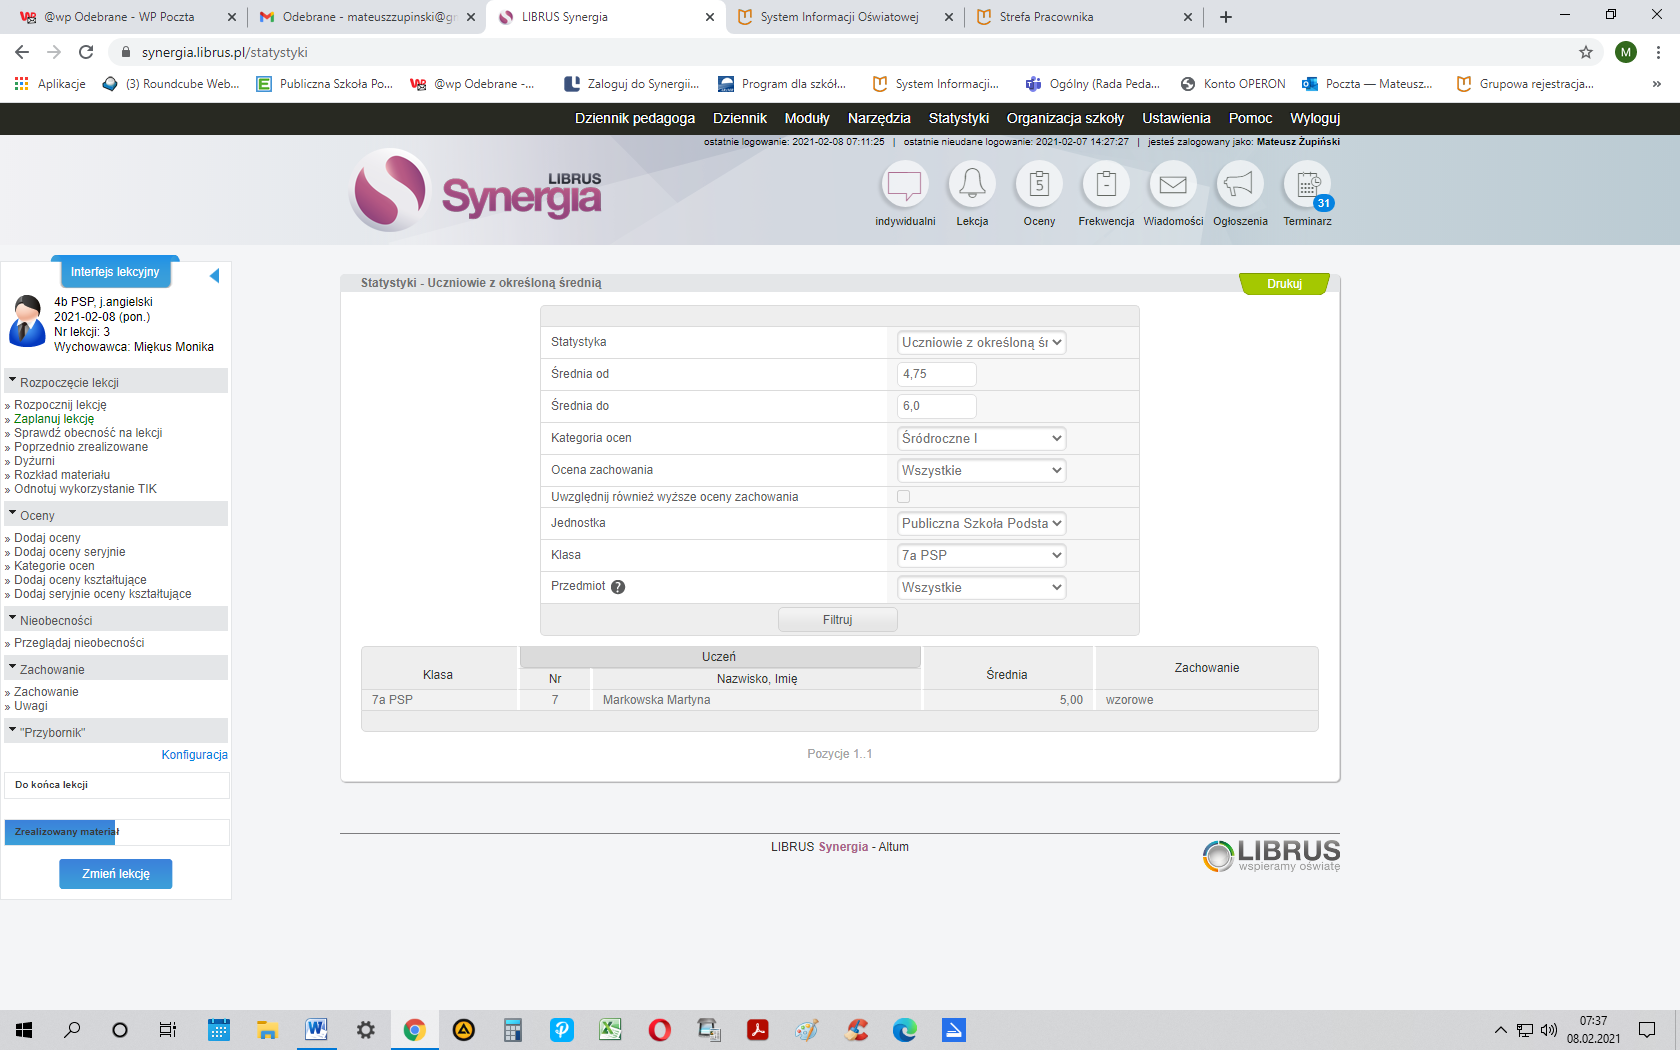 @wp Odebrane - WP Poczta
Odebrane - mateuszzupinski@gm
LIBRUS Synergia
System Informacji Oświatowej
Strefa Pracownika
synergia.librus.pl/statystyki
M
Aplikacje
(3) Roundcube Web...
Publiczna Szkoła Po...
@wp Odebrane -...
Zaloguj do Synergii...
Program dla szkół...
System Informacji...
Ogólny (Rada Peda...
Konto OPERON
Poczta — Mateusz...
Grupowa rejestracja...
»
Dziennik pedagoga Dziennik Moduły Narzędzia Statystyki Organizacja szkoły Ustawienia Pomoc Wyloguj
ostatnie logowanie: 2021-02-08 07:11:25 | ostatnie nieudane logowanie: 2021-02-07 14:27:27 | jesteś zalogowany jako: Mateusz Żupiński
LIBRUS
Synergia
5
31
indywidualni Lekcja Oceny Frekwencja Wiadomości Ogłoszenia Terminarz
Interfejs lekcyjny
4b PSP, j.angielski
2021-02-08 (pon.)
Nr lekcji: 3
Wychowawca: Miękus Monika
Rozpoczęcie lekcji
» Rozpocznij lekcję
» Zaplanuj lekcję
» Sprawdź obecność na lekcji
» Poprzednio zrealizowane
» Dyżurni
» Rozkład materiału
» Odnotuj wykorzystanie TIK
Oceny
» Dodaj oceny
» Dodaj oceny seryjnie
» Kategorie ocen
» Dodaj oceny kształtujące
» Dodaj seryjnie oceny kształtujące
Nieobecności
» Przeglądaj nieobecności
Zachowanie
» Zachowanie
» Uwagi
"Przybornik"
Konfiguracja
Do końca lekcji
Zrealizowany materiał
Zmień lekcję
Statystyki - Uczniowie z określoną średnią
Drukuj
Statystyka Uczniowie z określoną śr
Średnia od 4,75
Średnia do 6,0
Kategoria ocen Śródroczne I
Ocena zachowania Wszystkie
Uwzględnij również wyższe oceny zachowania
Jednostka Publiczna Szkoła Podsta
Klasa 7a PSP
Przedmiot ? Wszystkie
Filtruj
Klasa Uczeń Średnia Zachowanie
Nr Nazwisko, Imię
7a PSP 7 Markowska Martyna 5,00 wzorowe
Pozycje 1..1
LIBRUS Synergia - Altum
LIBRUS
wspieramy oświatę
07:37
08.02.2021